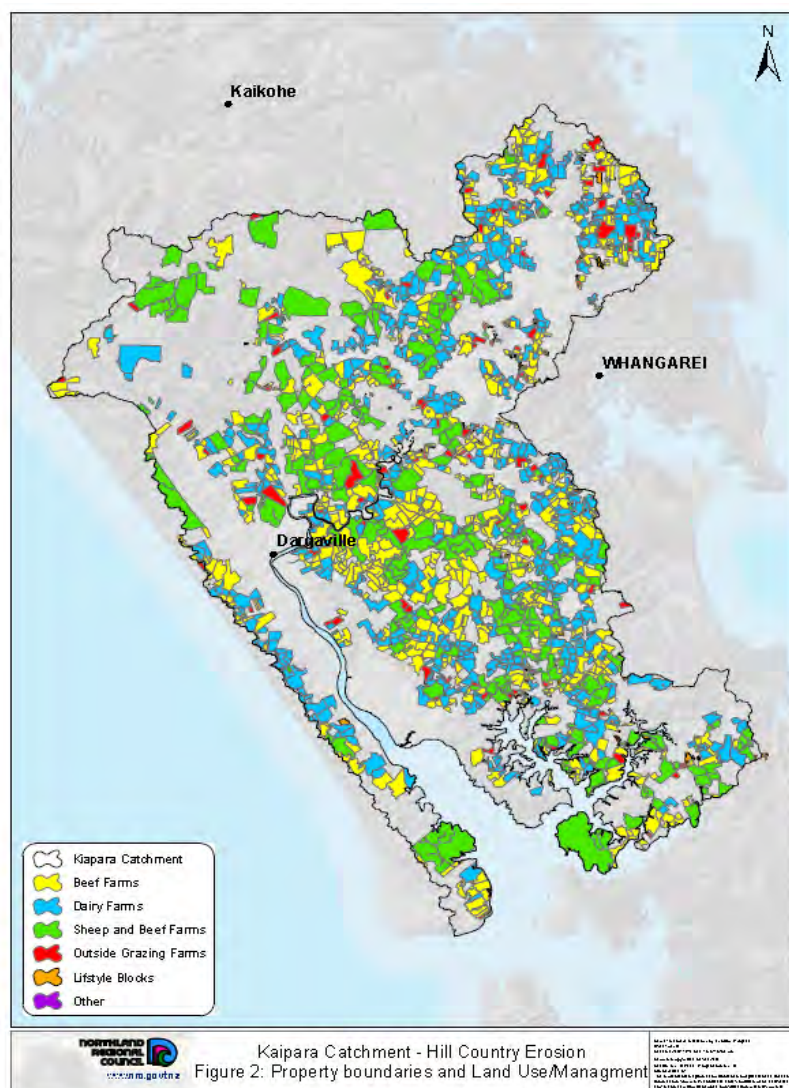 N
Kaikohe
WHANGAREI
Dargaville
Kiapara Catchment
Beef Farms
Dairy Farms
Sheep and Beef Farms
Outside Grazing Farms
Lifstyle Blocks
Other
NORTHLAND
REGIONAL
COUNCIL
www.nrc.govt.nz
Kaipara Catchment - Hill Country Erosion
Figure 2: Property boundaries and Land Use/Managment